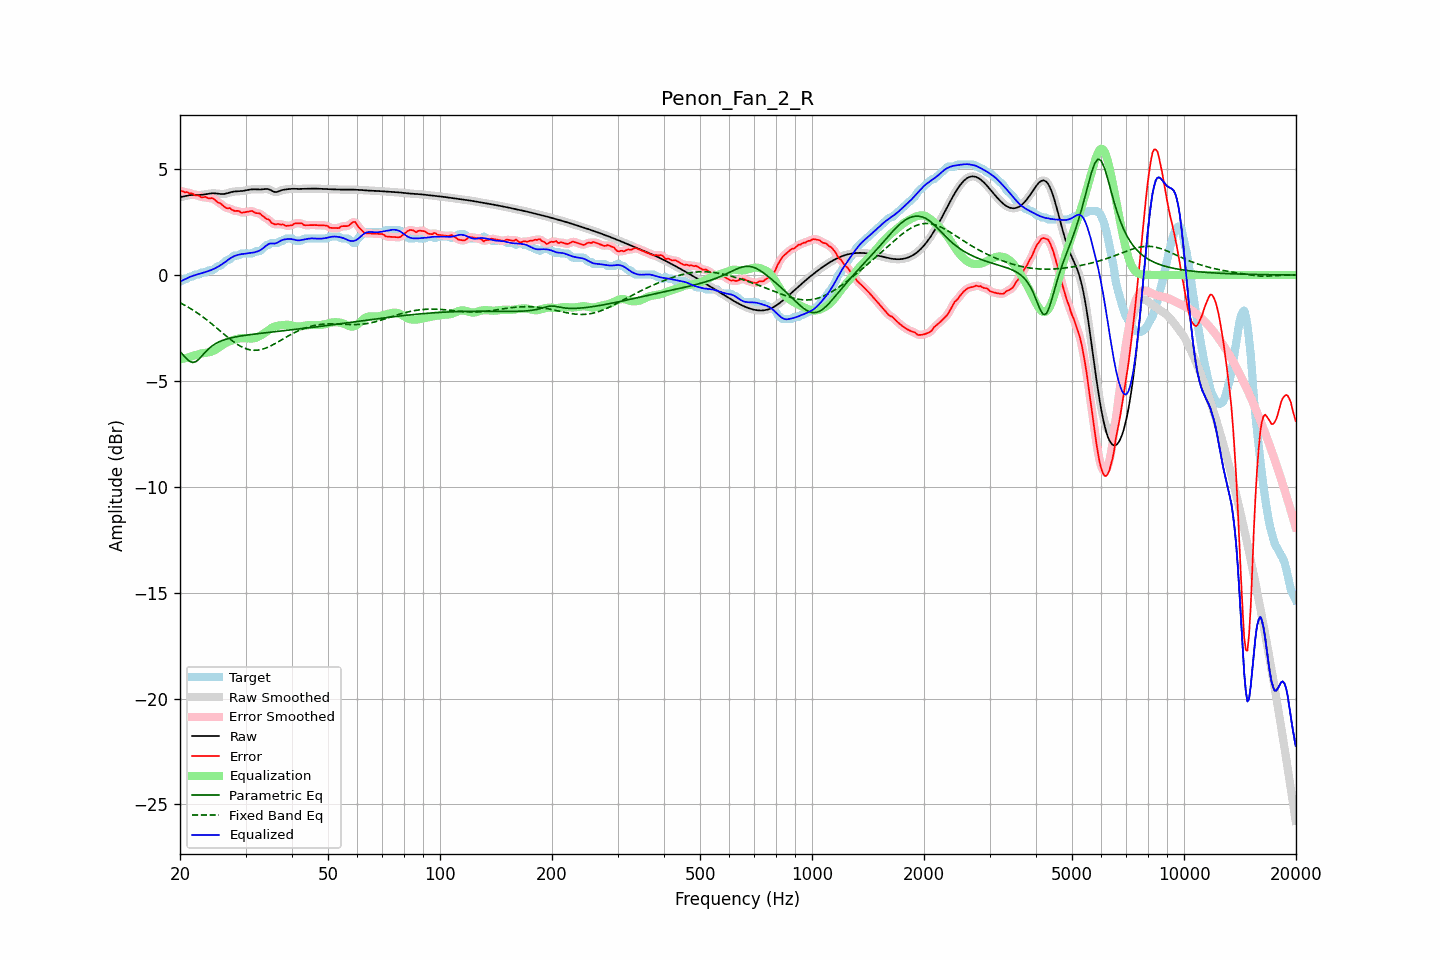 Penon_Fan_2_R
5
0
−5
−10
−15
−20
−25
Amplitude (dBr)
Target
Raw Smoothed
Error Smoothed
Raw
Error
Equalization
Parametric Eq
Fixed Band Eq
Equalized
20 50 100 200 500 1000 2000 5000 10000 20000
Frequency (Hz)